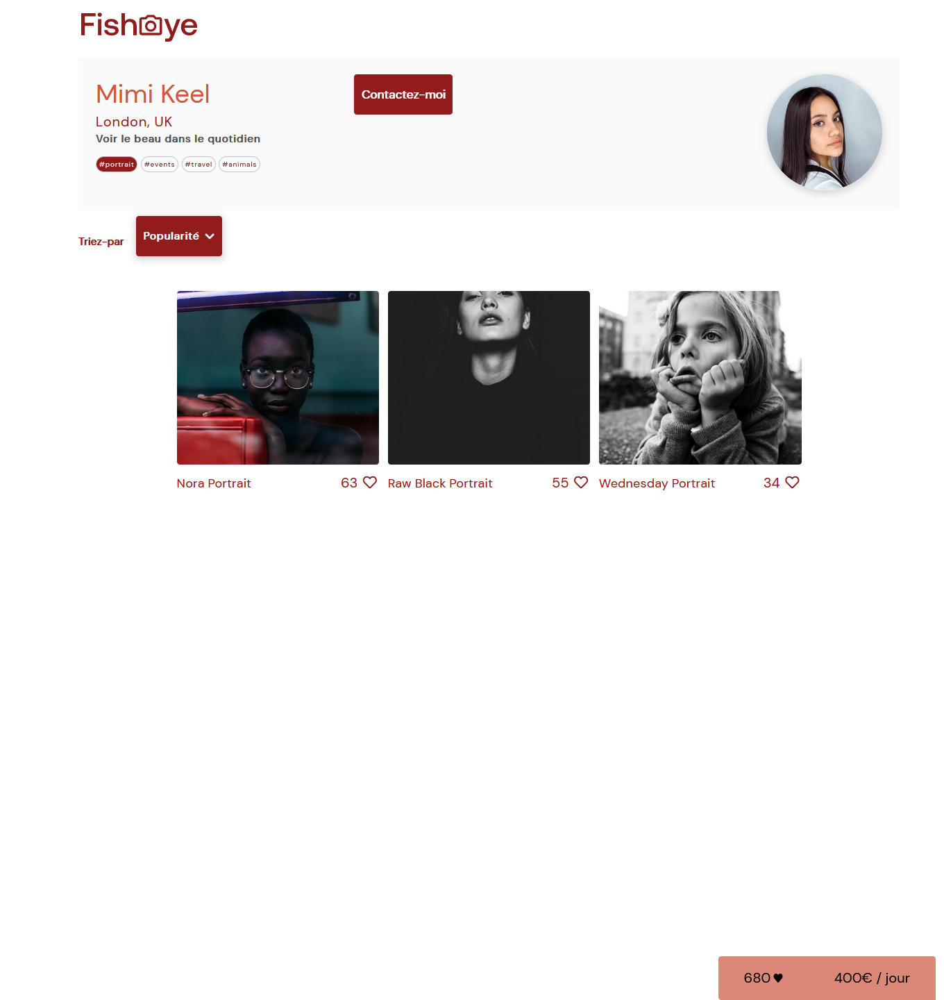 Fisheye
Mimi Keel
Contactez-moi
London, UK
Voir le beau dans le quotidien
#portrait #events #travel #animals
Triez-par
Popularité
Nora Portrait 63
Raw Black Portrait 55
Wednesday Portrait 34
680♥ 400€ / jour